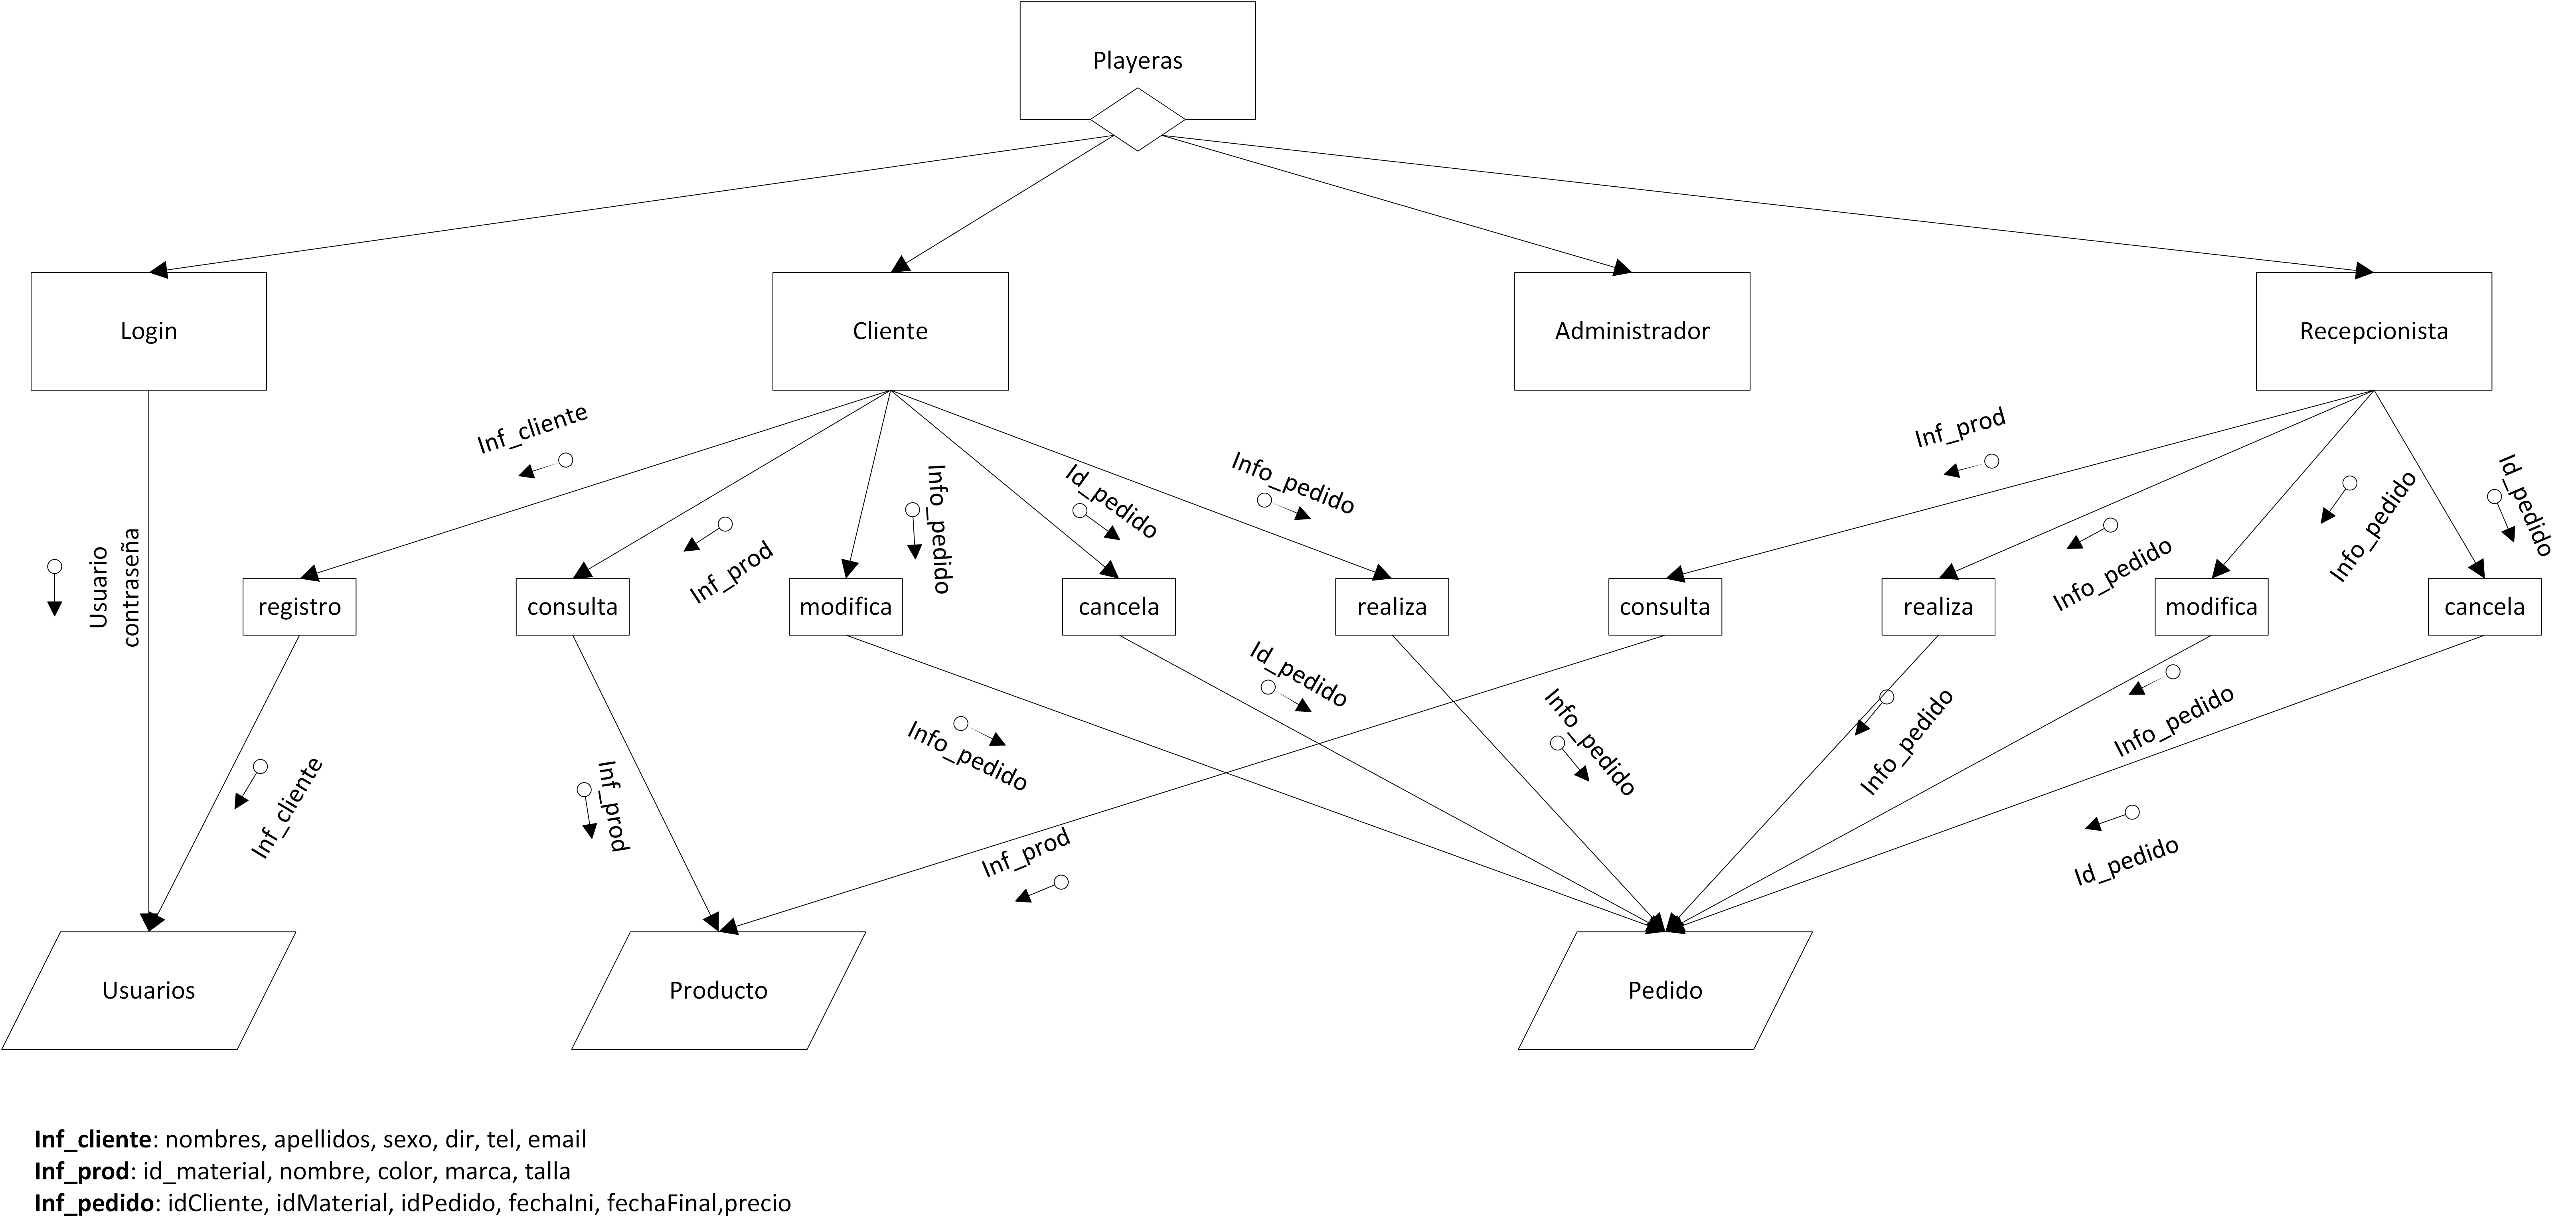 Playeras
Login
Cliente
Administrador
Recepcionista
Inf_cliente
Inf_prod
Info_pedido
Id_pedido
Info_pedido
Inf_prod
Info_pedido
Info_pedido
Id_pedido
Usuario
contraseña
registro
consulta
modifica
cancela
realiza
consulta
realiza
modifica
cancela
Inf_cliente
Inf_prod
Info_pedido
Id_pedido
Info_pedido
Inf_prod
Info_pedido
Info_pedido
Id_pedido
Usuarios
Producto
Pedido
Inf_cliente: nombres, apellidos, sexo, dir, tel, email
Inf_prod: id_material, nombre, color, marca, talla
Inf_pedido: idCliente, idMaterial, idPedido, fechaIni, fechaFinal,precio